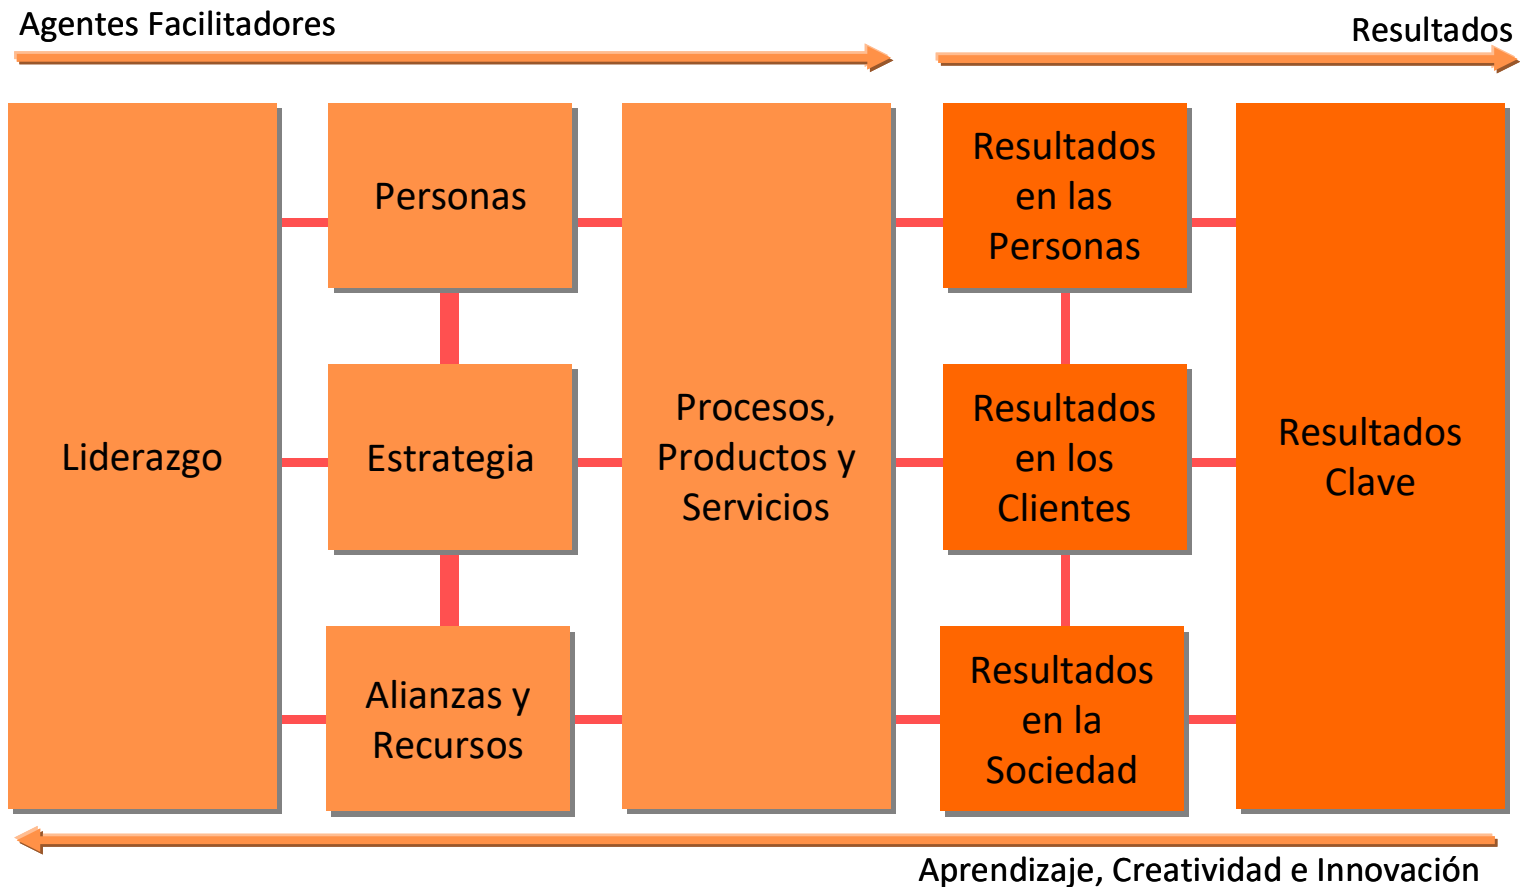 Agentes Facilitadores
Resultados
Liderazgo
Personas
Estrategia
Alianzas y
Recursos
Procesos,
Productos y
Servicios
Resultados
en las
Personas
Resultados
en los
Clientes
Resultados
en la
Sociedad
Resultados
Clave
Aprendizaje, Creatividad e Innovación